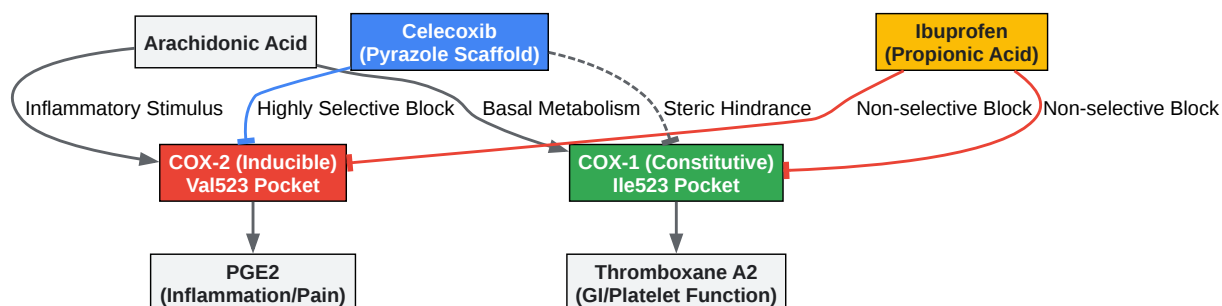 Arachidonic Acid
Celecoxib
(Pyrazole Scaffold)
Ibuprofen
(Propionic Acid)
Inflammatory Stimulus
Highly Selective Block
Basal Metabolism
Steric Hindrance
Non-selective Block
Non-selective Block
COX-2 (Inducible)
Val523 Pocket
COX-1 (Constitutive)
Ile523 Pocket
PGE2
(Inflammation/Pain)
Thromboxane A2
(GI/Platelet Function)